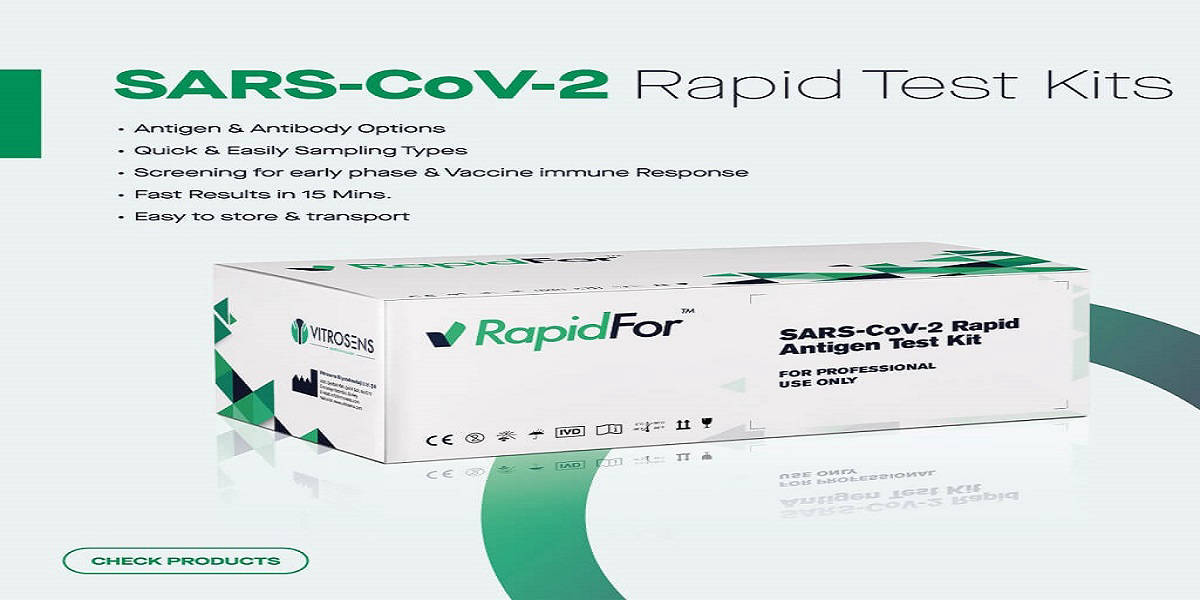 SARS-CoV-2 Rapid Test Kits
• Antigen & Antibody Options
• Quick & Easily Sampling Types
• Screening for early phase & Vaccine immune Response
• Fast Results in 15 Mins.
• Easy to store & transport
RapidFor™
VITROSENS
RapidFor™
SARS-CoV-2 Rapid
Antigen Test Kit
FOR PROFESSIONAL
USE ONLY
CE
IVD
CHECK PRODUCTS